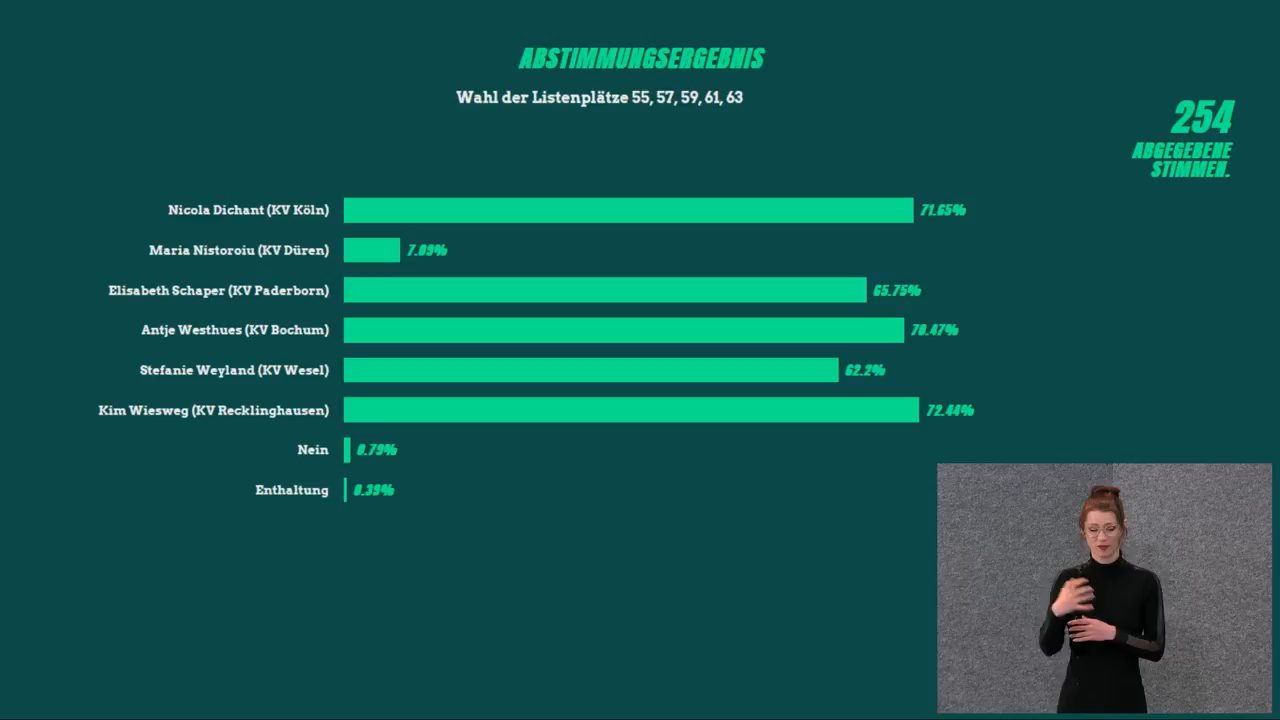 ABSTIMMUNGSERGEBNIS
Wahl der Listenplätze 55, 57, 59, 61, 63
254
ABGEGEBENE
STIMMEN.
Nicola Dichant (KV Köln) 71.65%
Maria Nistoroiu (KV Düren) 7.09%
Elisabeth Schaper (KV Paderborn) 65.75%
Antje Westhues (KV Bochum) 70.47%
Stefanie Weyland (KV Wesel) 62.2%
Kim Wiesweg (KV Recklinghausen) 72.44%
Nein 0.79%
Enthaltung 0.39%